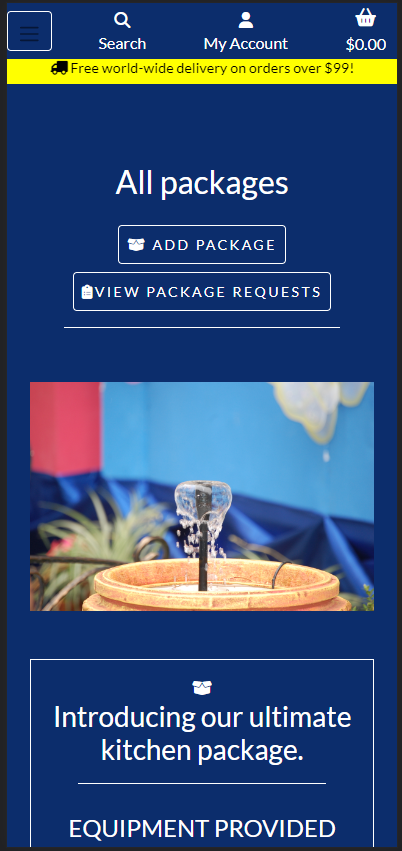 Search
My Account
$0.00
Free world-wide delivery on orders over $99!
All packages
ADD PACKAGE
VIEW PACKAGE REQUESTS
Introducing our ultimate
kitchen package.
EQUIPMENT PROVIDED